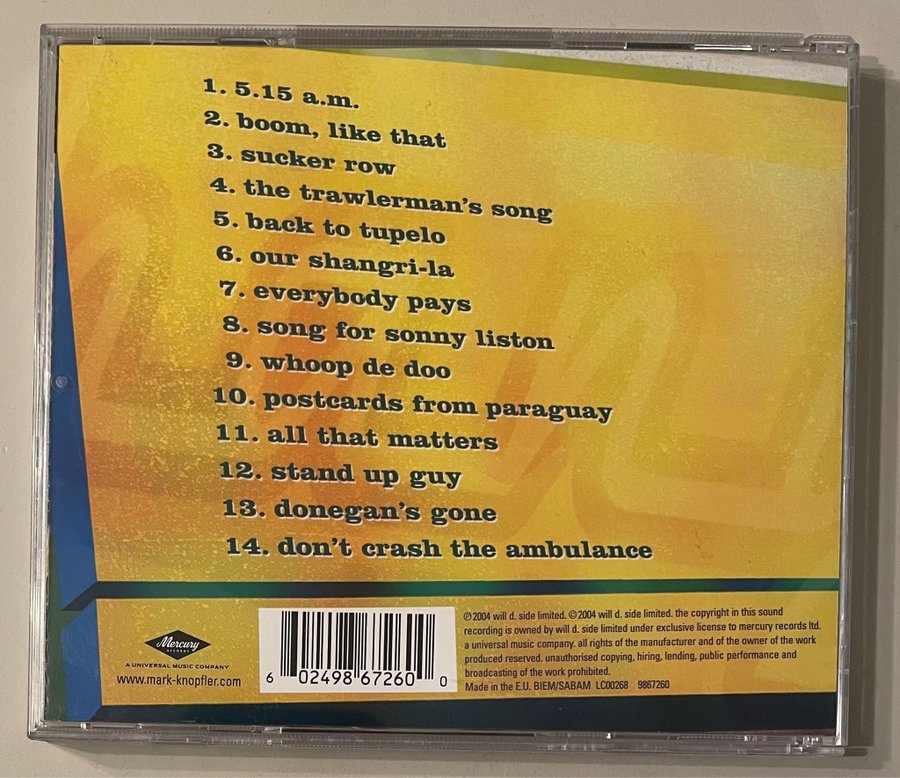 1. 5.15 a.m.
2. boom, like that
3. sucker row
4. the trawlerman's song
5. back to tupelo
6. our shangri-la
7. everybody pays
8. song for sonny liston
9. whoop de doo
10. postcards from paraguay
11. all that matters
12. stand up guy
13. donegan's gone
14. don't crash the ambulance
Mercury
RECORDS
A UNIVERSAL MUSIC COMPANY
www.mark-knopfler.com
6 02498 67260 0
℗2004 will d. side limited. ©2004 will d. side limited. the copyright in this sound
recording is owned by will d. side limited under exclusive license to mercury records ltd.
a universal music company. all rights of the manufacturer and of the owner of the work
produced reserved. unauthorised copying, hiring, lending, public performance and
broadcasting of the work prohibited.
Made in the E.U. BIEM/SABAM LC00268 9867260